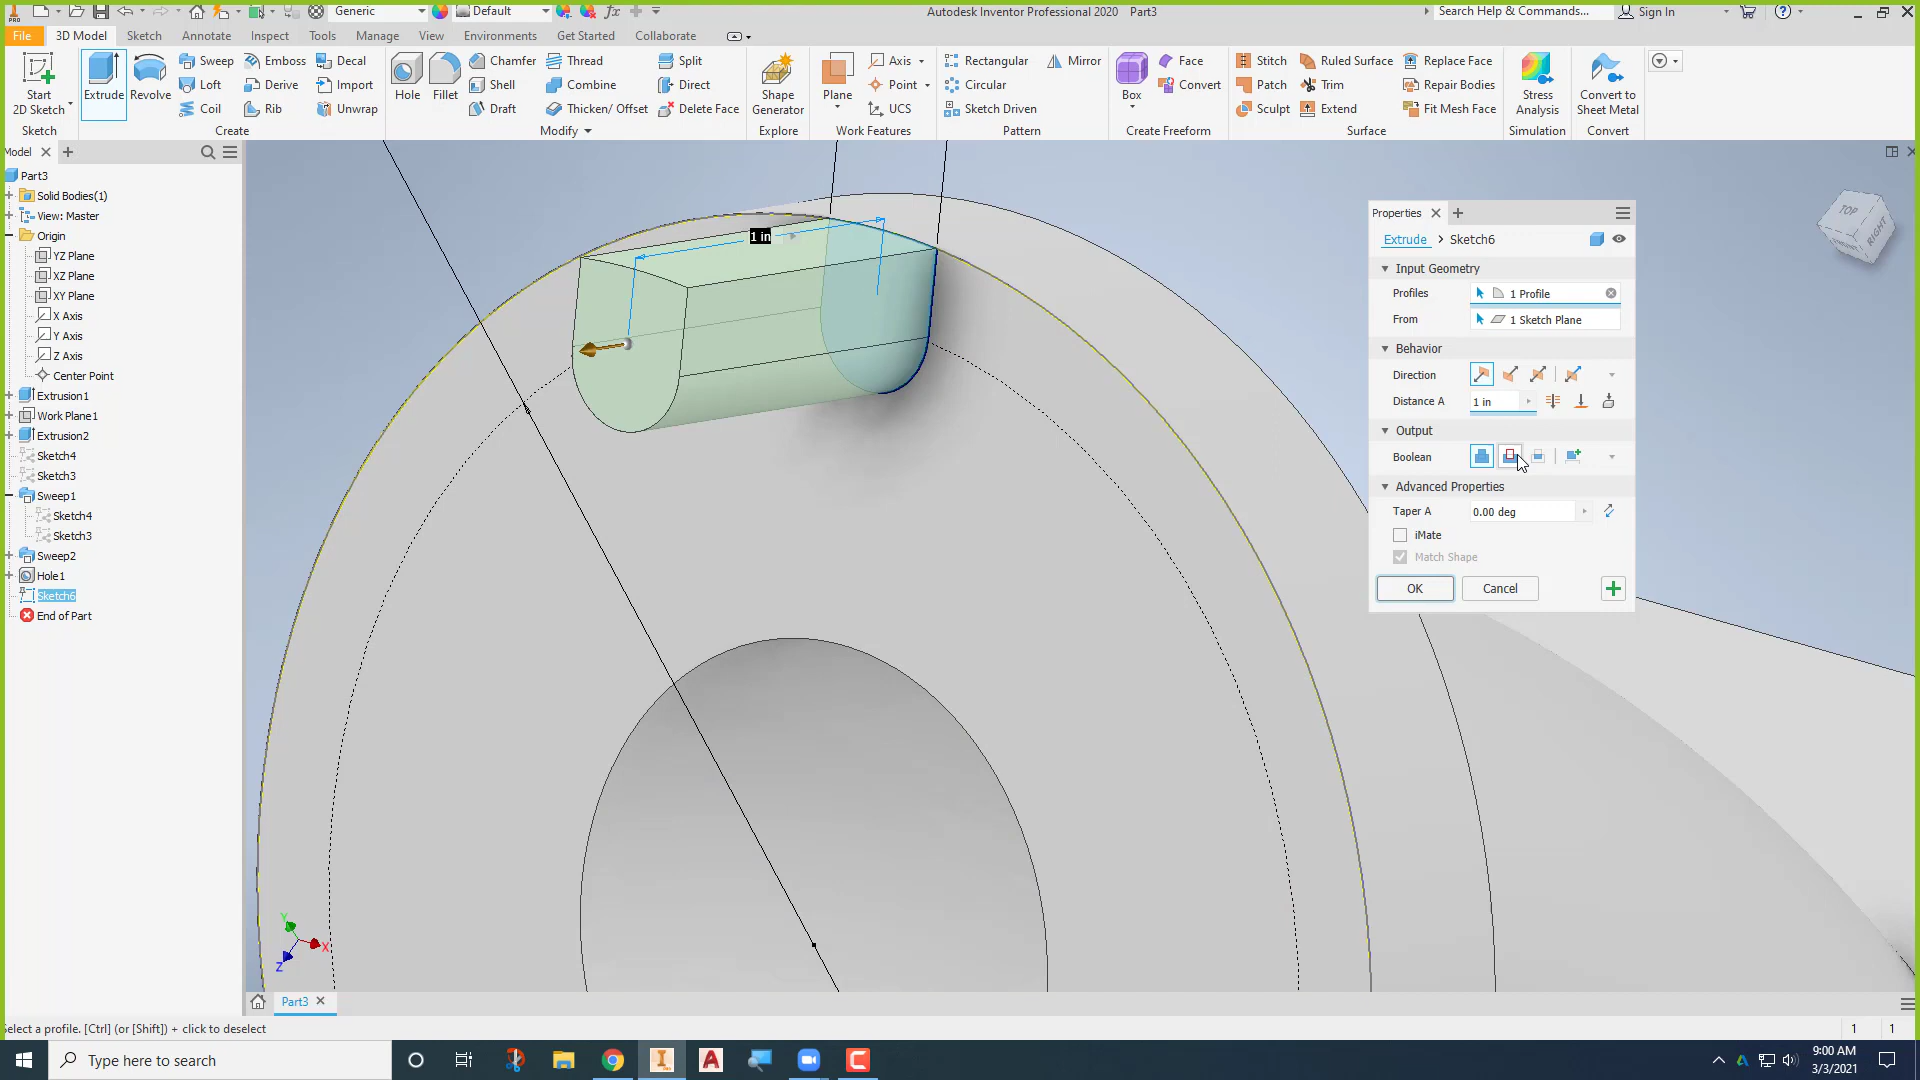 Generic
Default
Autodesk Inventor Professional 2020 Part3
Search Help & Commands...
Sign In
File
3D Model
Sketch
Annotate
Inspect
Tools
Manage
View
Environments
Get Started
Collaborate
Start
2D Sketch
Sketch
Extrude
Revolve
Sweep
Loft
Coil
Emboss
Derive
Rib
Decal
Import
Unwrap
Create
Hole
Fillet
Chamfer
Shell
Draft
Thread
Combine
Thicken/ Offset
Split
Direct
Delete Face
Modify
Shape
Generator
Explore
Plane
Axis
Point
UCS
Work Features
Rectangular
Circular
Sketch Driven
Mirror
Pattern
Box
Face
Convert
Create Freeform
Stitch
Patch
Sculpt
Ruled Surface
Trim
Extend
Replace Face
Repair Bodies
Fit Mesh Face
Surface
Stress
Analysis
Simulation
Convert to
Sheet Metal
Convert
Model
Part3
Solid Bodies(1)
View: Master
Origin
YZ Plane
XZ Plane
XY Plane
X Axis
Y Axis
Z Axis
Center Point
Extrusion1
Work Plane1
Extrusion2
Sketch4
Sketch3
Sweep1
Sketch4
Sketch3
Sweep2
Hole1
Sketch6
End of Part
1 in
TOP
RIGHT
Properties
Extrude > Sketch6
Input Geometry
Profiles
1 Profile
From
1 Sketch Plane
Behavior
Direction
Distance A
1 in
Output
Boolean
Advanced Properties
Taper A
0.00 deg
iMate
Match Shape
OK
Cancel
Y
X
Z
Part3
Select a profile. [Ctrl] (or [Shift]) + click to deselect
1
1
Type here to search
9:00 AM
3/3/2021